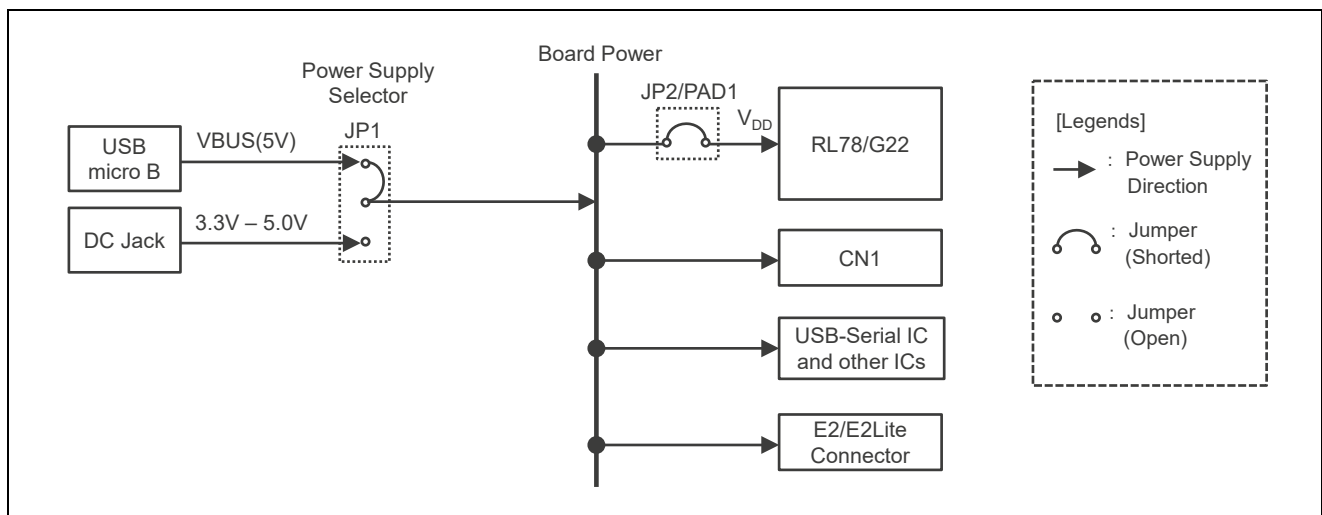 Board Power
Power Supply
Selector
JP1
USB
micro B
VBUS(5V)
DC Jack
3.3V – 5.0V
JP2/PAD1
VDD
RL78/G22
CN1
USB-Serial IC
and other ICs
E2/E2Lite
Connector
[Legends]
: Power Supply
Direction
: Jumper
(Shorted)
: Jumper
(Open)